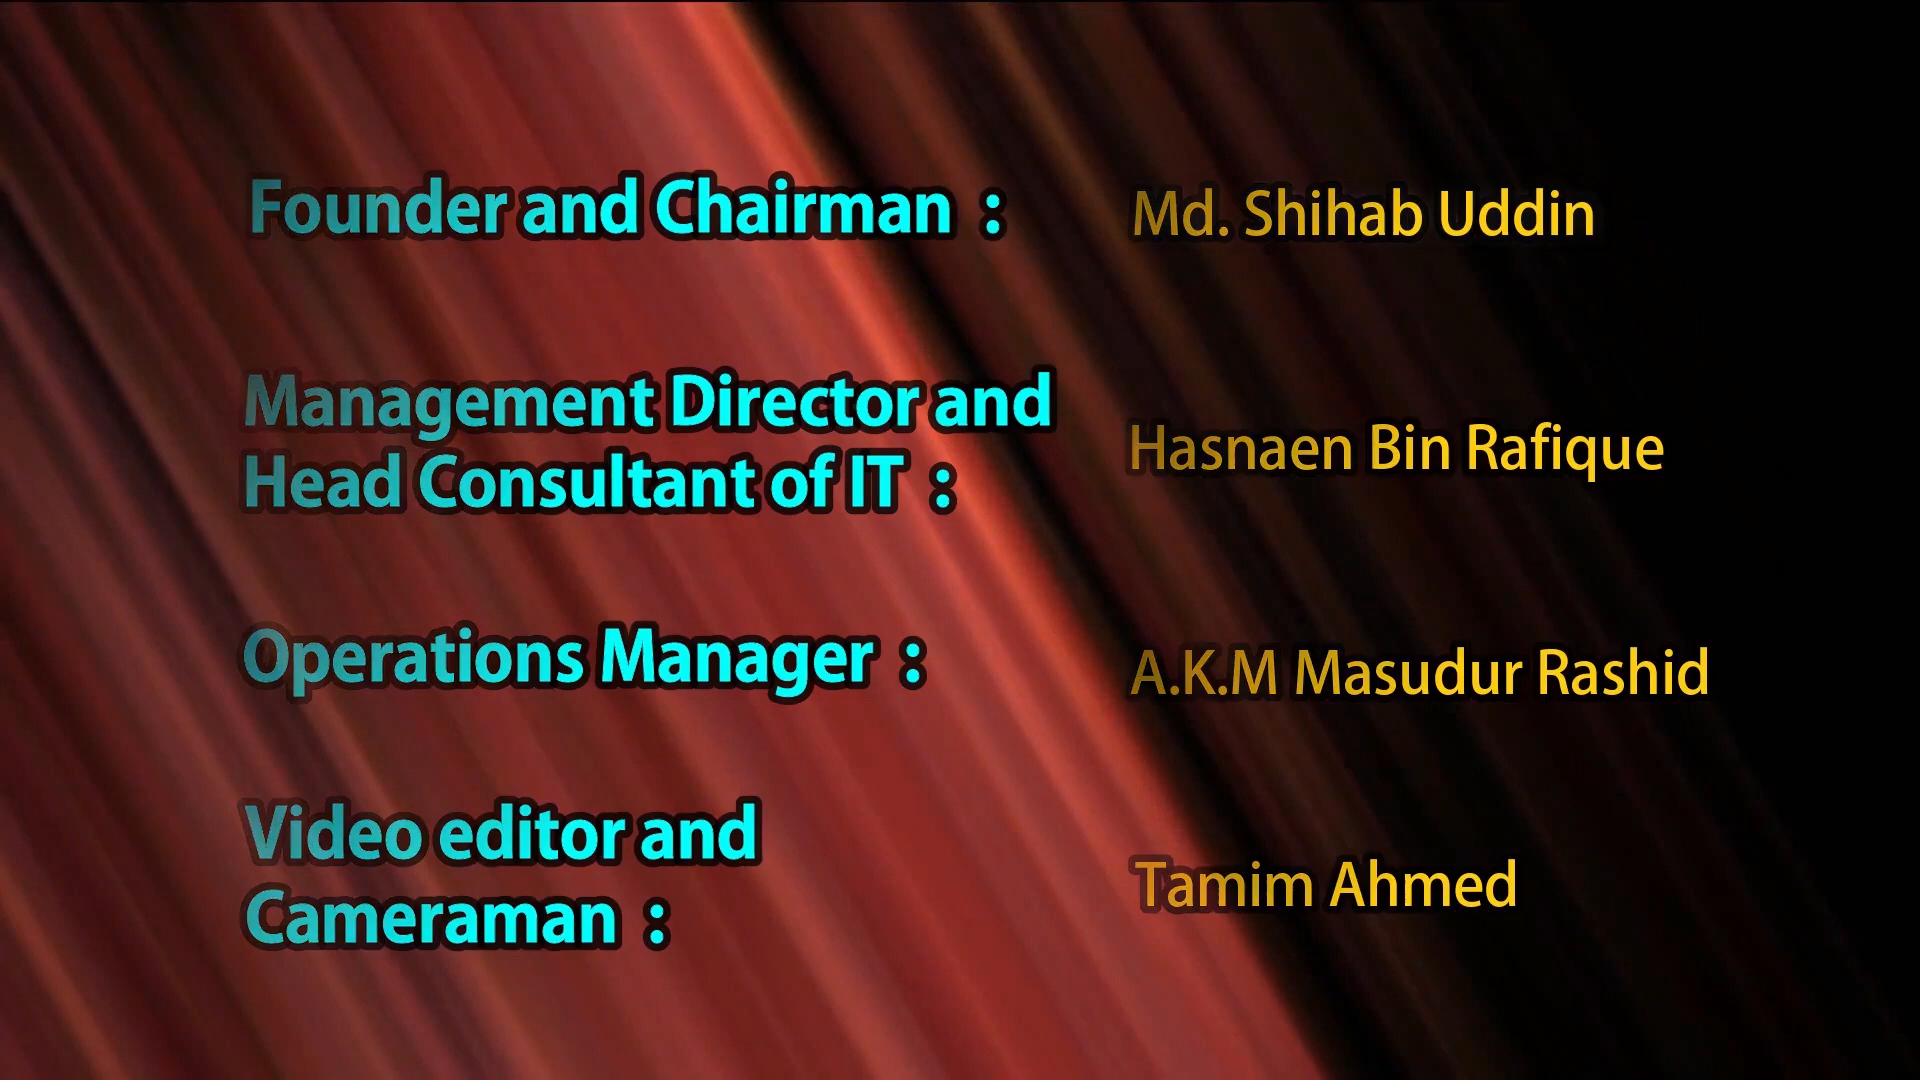 Founder and Chairman : Md. Shihab Uddin
Management Director and
Head Consultant of IT : Hasnaen Bin Rafique
Operations Manager : A.K.M Masudur Rashid
Video editor and
Cameraman : Tamim Ahmed